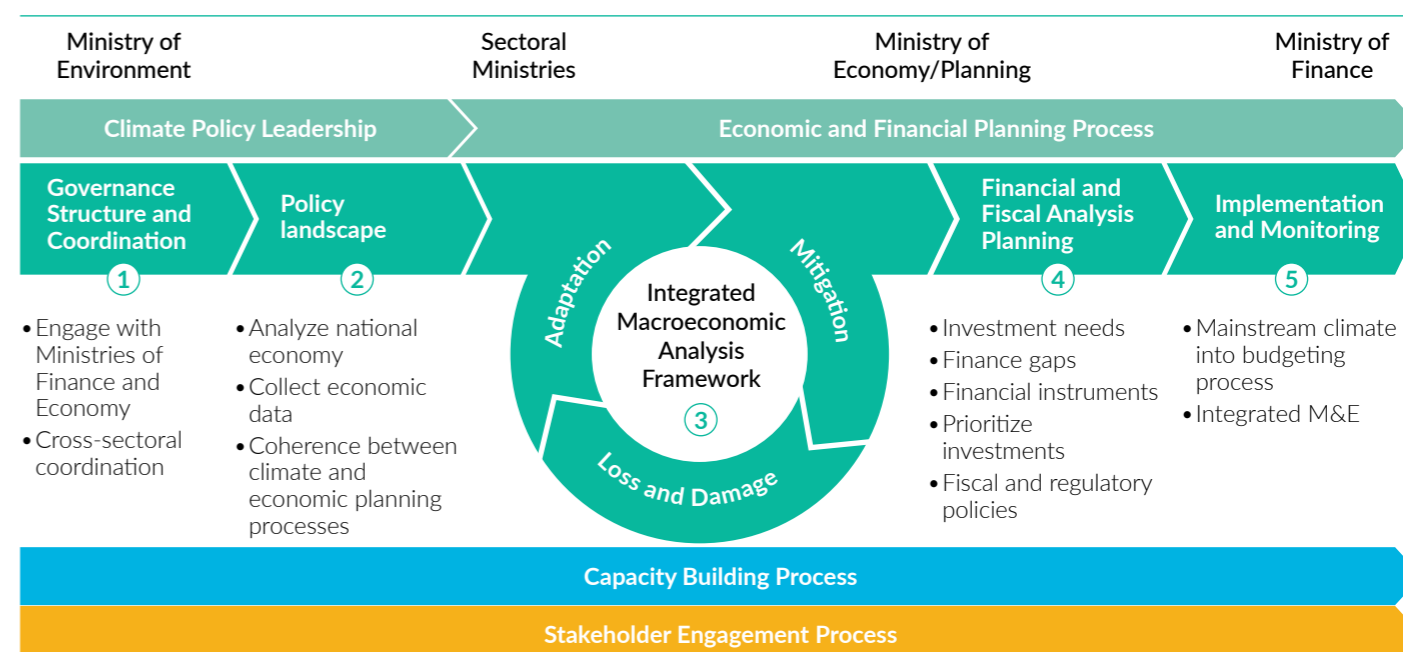 Ministry of
Environment
Sectoral
Ministries
Ministry of
Economy/Planning
Ministry of
Finance
Climate Policy Leadership
Economic and Financial Planning Process
Governance
Structure and
Coordination
1
Policy
landscape
2
Adaptation
Mitigation
Loss and Damage
Integrated
Macroeconomic
Analysis
Framework
3
Financial and
Fiscal Analysis
Planning
4
Implementation
and Monitoring
5
• Engage with
Ministries of
Finance and
Economy
• Cross-sectoral
coordination
• Analyze national
economy
• Collect economic
data
• Coherence between
climate and
economic planning
processes
• Investment needs
• Finance gaps
• Financial instruments
• Prioritize
investments
• Fiscal and regulatory
policies
• Mainstream climate
into budgeting
process
• Integrated M&E
Capacity Building Process
Stakeholder Engagement Process